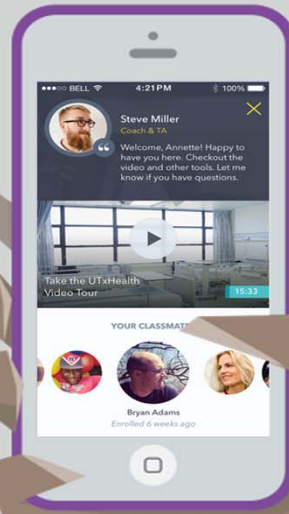 BELL 4:21PM 100%
Steve Miller
Coach & TA
Welcome, Annette! Happy to
have you here. Checkout the
video and other tools. Let me
know if you have questions.
Take the UTxHealth
Video Tour
15:33
YOUR
Bryan Adams
Enrolled 6 weeks ago